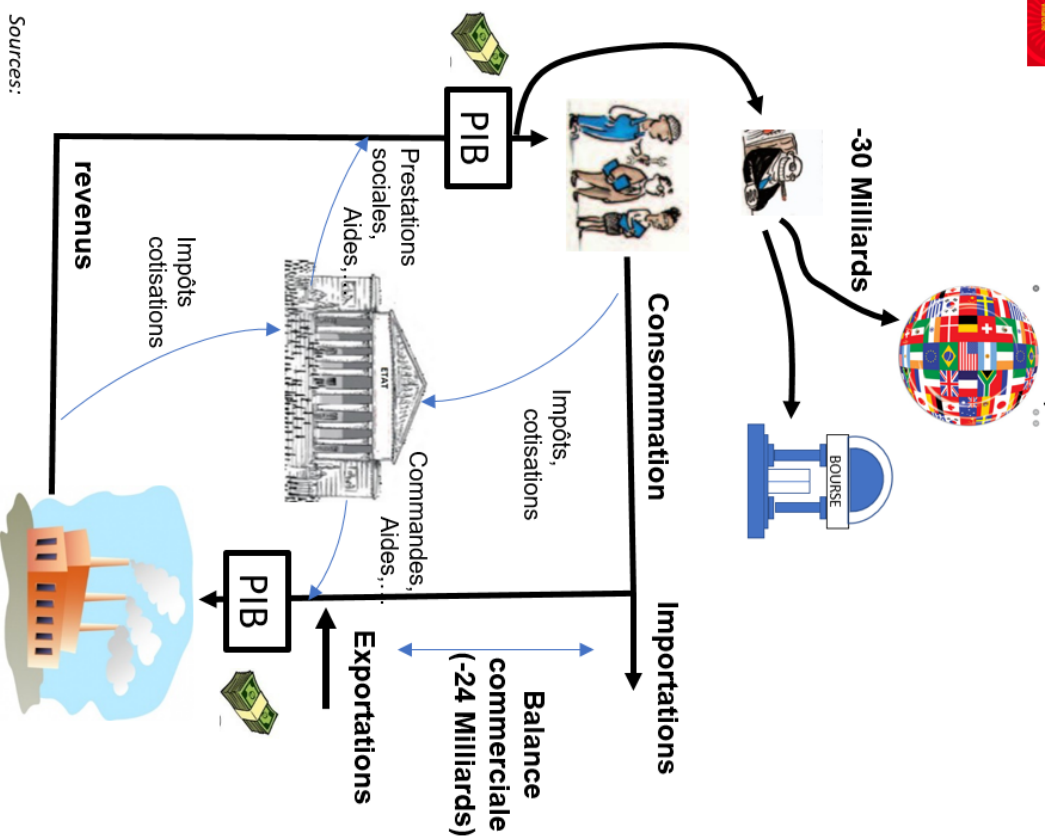 -30 Milliards
BOURSE
Consommation
Importations
Impôts,
cotisations
Balance
commerciale
(-24 Milliards)
PIB
Prestations
sociales,
Aides,...
ETAT
Commandes,
Aides,...
Exportations
PIB
Impôts
cotisations
revenus
Sources: